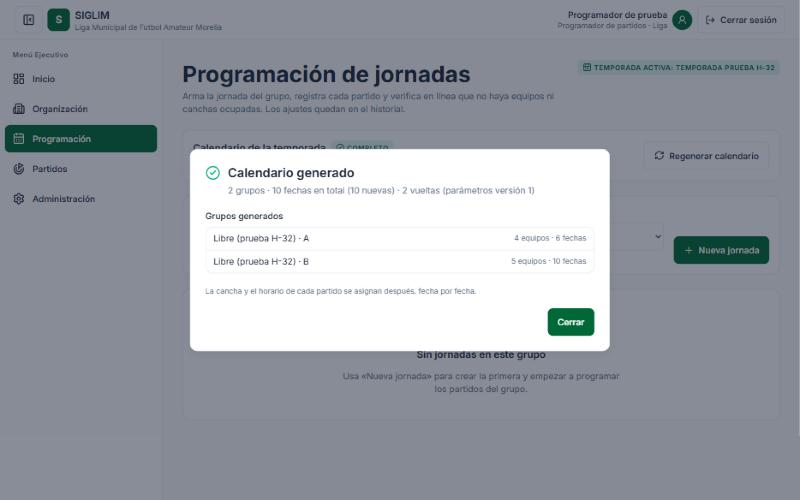 S
SIGLIM
Liga Municipal de Futbol Amateur Morelia
Programador de prueba
Programador de partidos · Liga
Cerrar sesión
Menú Ejecutivo
Inicio
Organización
Programación
Partidos
Administración
Programación de jornadas
TEMPORADA ACTIVA: TEMPORADA PRUEBA H-32
Arma la jornada del grupo, registra cada partido y verifica en línea que no haya equipos ni
canchas ocupadas. Los ajustes quedan en el historial.
Calendario de la temporada
COMPLETO
Regenerar calendario
Calendario generado
2 grupos · 10 fechas en total (10 nuevas) · 2 vueltas (parámetros versión 1)
Grupos generados
Libre (prueba H-32) · A
4 equipos · 6 fechas
Libre (prueba H-32) · B
5 equipos · 10 fechas
La cancha y el horario de cada partido se asignan después, fecha por fecha.
Cerrar
+ Nueva jornada
Sin jornadas en este grupo
Usa «Nueva jornada» para crear la primera y empezar a programar
los partidos del grupo.